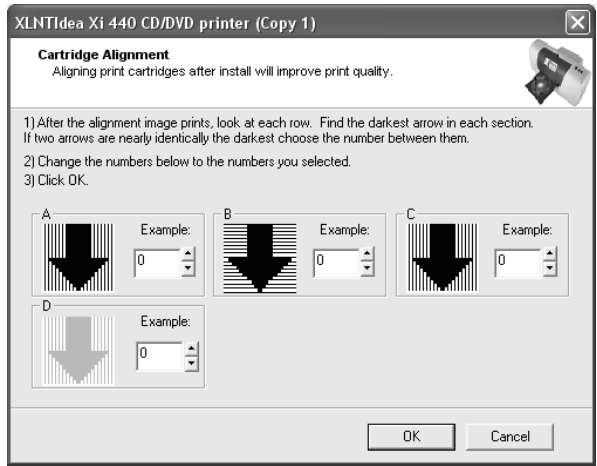 XLNTIdea Xi 440 CD/DVD printer (Copy 1)
Cartridge Alignment
Aligning print cartridges after install will improve print quality.
1) After the alignment image prints, look at each row. Find the darkest arrow in each section.
If two arrows are nearly identically the darkest choose the number between them.
2) Change the numbers below to the numbers you selected.
3) Click OK.
A
Example:
0
B
Example:
0
C
Example:
0
D
Example:
0
OK
Cancel